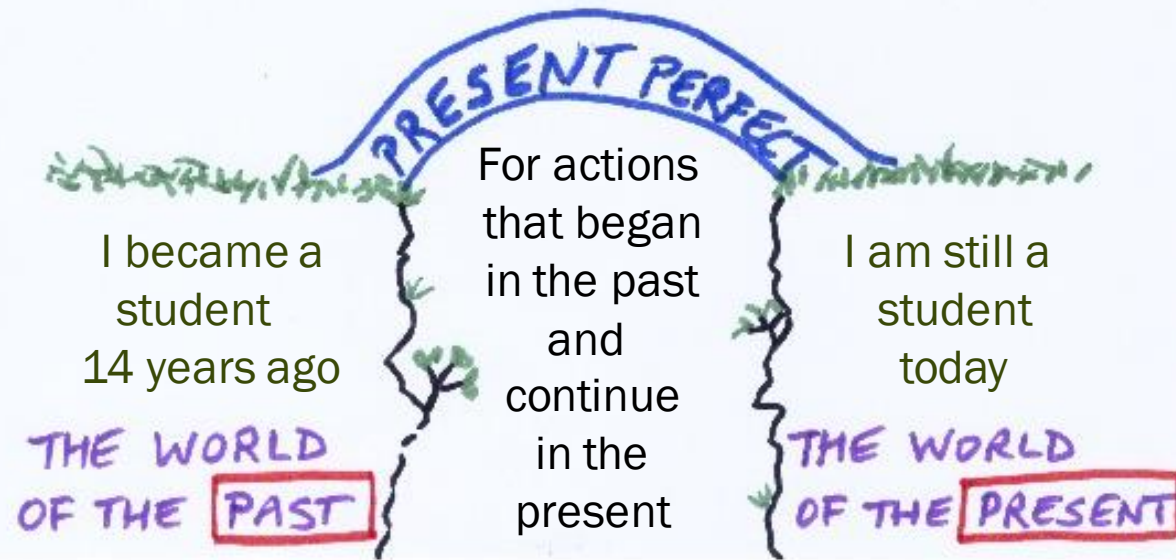 PRESENT PERFECT
I became a
student
14 years ago
THE WORLD
OF THE PAST
For actions
that began
in the past
and
continue
in the
present
I am still a
student
today
THE WORLD
OF THE PRESENT